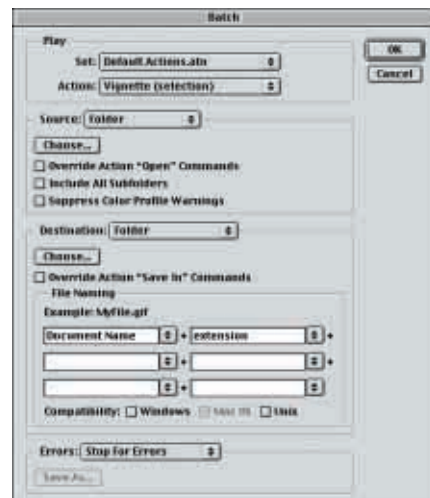 Batch
Play
OK
Set: Default Actions.atn
Cancel
Action: Vignette (selection)
Source: Folder
Choose...
Override Action "Open" Commands
Include All Subfolders
Suppress Color Profile Warnings
Destination: Folder
Choose...
Override Action "Save In" Commands
File Naming
Example: MyFile.gif
Document Name + extension +
+ +
+
Compatibility: Windows Mac OS Unix
Errors: Stop For Errors
Save As...